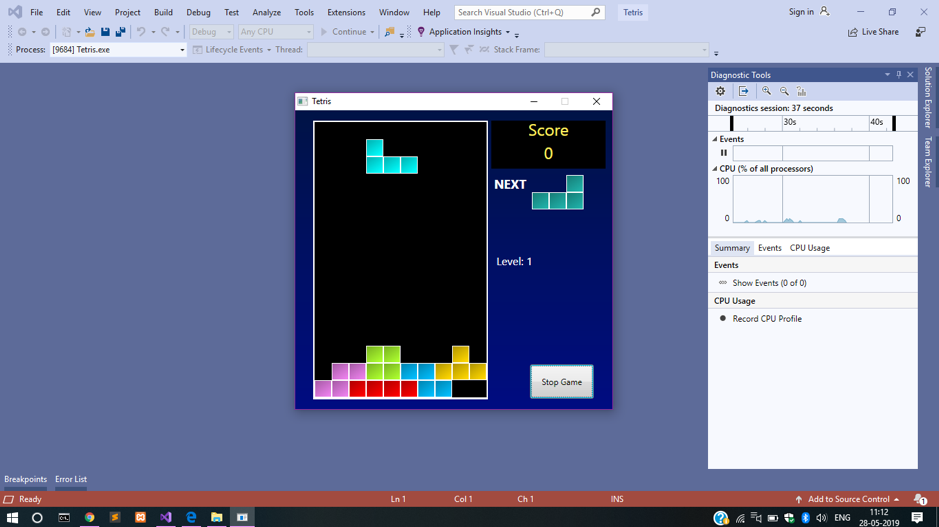 File Edit View Project Build Debug Test Analyze Tools Extensions Window Help Search Visual Studio (Ctrl+Q) Tetris Sign in
Debug Any CPU Continue Application Insights Live Share
Process: [9684] Tetris.exe Lifecycle Events Thread: Stack Frame:
Tetris
Score
0
NEXT
Level: 1
Stop Game
Diagnostic Tools
Diagnostics session: 37 seconds
30s 40s
Events
CPU (% of all processors)
100 100
0 0
Summary Events CPU Usage
Events
Show Events (0 of 0)
CPU Usage
Record CPU Profile
Solution Explorer
Team Explorer
Breakpoints Error List
Ready Ln 1 Col 1 Ch 1 INS Add to Source Control 1
ENG 11:12
28-05-2019